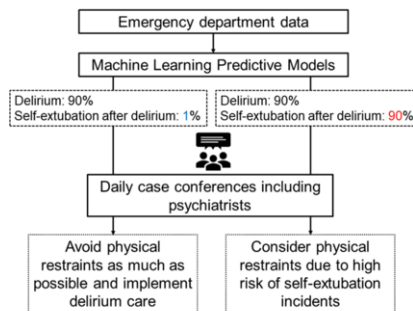 Emergency department data
Machine Learning Predictive Models
Delirium: 90%
Self-extubation after delirium: 1%
Delirium: 90%
Self-extubation after delirium: 90%
Daily case conferences including
psychiatrists
Avoid physical
restraints as much as
possible and implement
delirium care
Consider physical
restraints due to high
risk of self-extubation
incidents